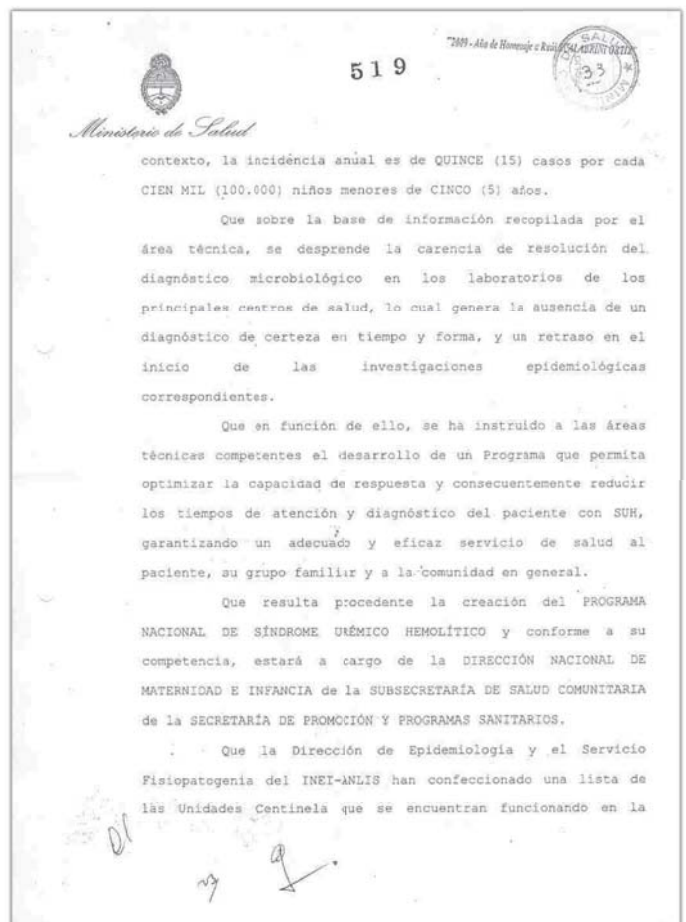 "2009 - Año de Homenaje a Raúl SCALABRINI ORTIZ"
519
33
Ministerio de Salud
contexto, la incidencia anual es de QUINCE (15) casos por cada
CIEN MIL (100.000) niños menores de CINCO (5) años.
Que sobre la base de información recopilada por el
área técnica, se desprende la carencia de resolución del
diagnóstico microbiológico en los laboratorios de los
principales centros de salud, lo cual genera la ausencia de un
diagnóstico de certeza en tiempo y forma, y un retraso en el
inicio de las investigaciones epidemiológicas
correspondientes.
Que en función de ello, se ha instruido a las áreas
técnicas competentes el desarrollo de un Programa que permita
optimizar la capacidad de respuesta y consecuentemente reducir
los tiempos de atención y diagnóstico del paciente con SUH,
garantizando un adecuado y eficaz servicio de salud al
paciente, su grupo familiar y a la comunidad en general.
Que resulta procedente la creación del PROGRAMA
NACIONAL DE SÍNDROME URÉMICO HEMOLÍTICO y conforme a su
competencia, estará a cargo de la DIRECCIÓN NACIONAL DE
MATERNIDAD E INFANCIA de la SUBSECRETARÍA DE SALUD COMUNITARIA
de la SECRETARÍA DE PROMOCIÓN Y PROGRAMAS SANITARIOS.
Que la Dirección de Epidemiología y el Servicio
Fisiopatogenia del INEI-ANLIS han confeccionado una lista de
las Unidades Centinela que se encuentran funcionando en la